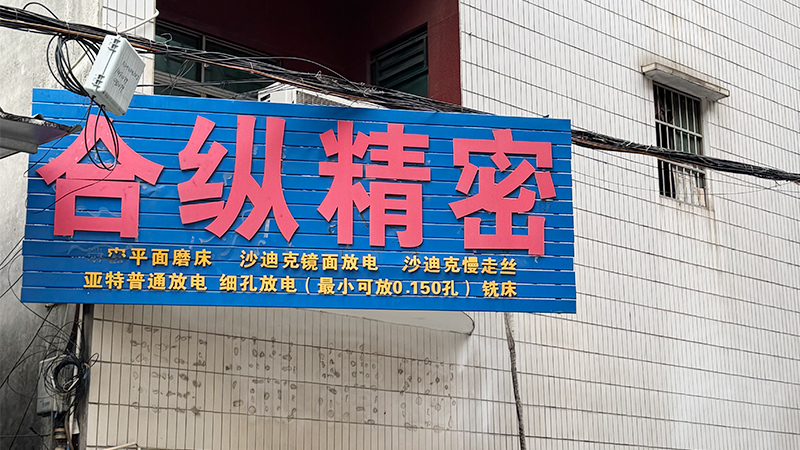 合纵精密
平面磨床 沙迪克镜面放电 沙迪克慢走丝
亚特普通放电 细孔放电（最小可放0.150孔）铣床